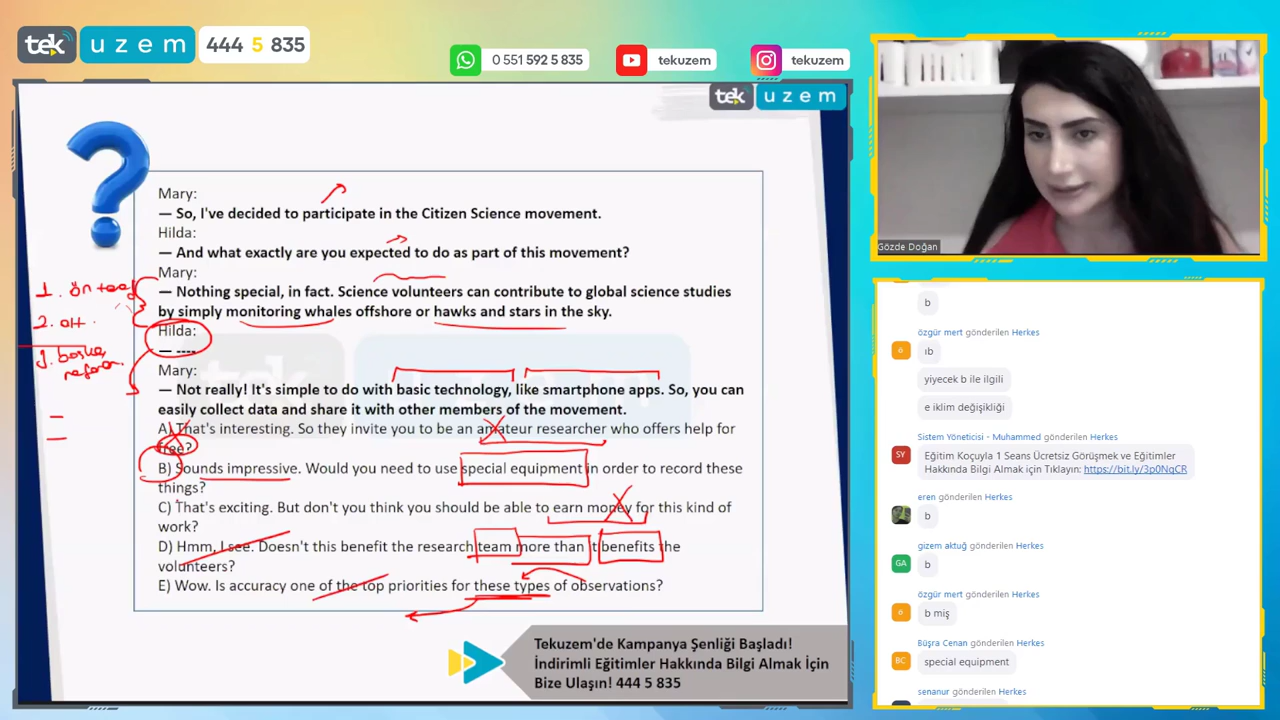 tek uzem 444 5 835
0 551 592 5 835
tekuzem
tekuzem
tek uzem
Mary:
— So, I've decided to participate in the Citizen Science movement.
Hilda:
— And what exactly are you expected to do as part of this movement?
Mary:
— Nothing special, in fact. Science volunteers can contribute to global science studies
by simply monitoring whales offshore or hawks and stars in the sky.
Hilda:
— ----
Mary:
— Not really! It's simple to do with basic technology, like smartphone apps. So, you can
easily collect data and share it with other members of the movement.
A) That's interesting. So they invite you to be an amateur researcher who offers help for
free?
B) Sounds impressive. Would you need to use special equipment in order to record these
things?
C) That's exciting. But don't you think you should be able to earn money for this kind of
work?
D) Hmm, I see. Doesn't this benefit the research team more than it benefits the
volunteers?
E) Wow. Is accuracy one of the top priorities for these types of observations?
1. ön
2. alt
3. başka
Tekuzem'de Kampanya Şenliği Başladı!
İndirimli Eğitimler Hakkında Bilgi Almak İçin
Bize Ulaşın! 444 5 835
Gözde Doğan
b
özgür mert gönderilen Herkes
ö
ıb
yiyecek b ile ilgili
e iklim değişikliği
Sistem Yöneticisi - Muhammed gönderilen Herkes
SY
Eğitim Koçuyla 1 Seans Ücretsiz Görüşmek ve Eğitimler
Hakkında Bilgi Almak için Tıklayın: https://bit.ly/3p0NqCR
eren gönderilen Herkes
b
gizem aktuğ gönderilen Herkes
GA
b
özgür mert gönderilen Herkes
ö
b miş
Büşra Cenan gönderilen Herkes
BC
special equipment
senanur gönderilen Herkes